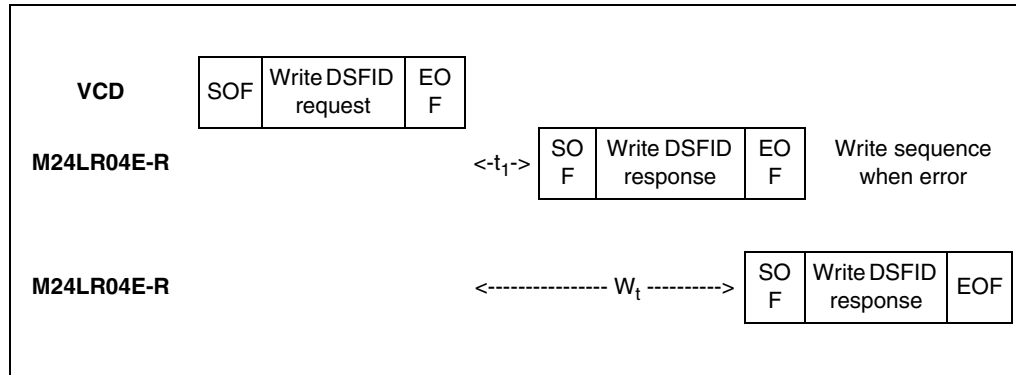 VCD SOF Write DSFID request EO F
M24LR04E-R <-t1-> SO F Write DSFID response EO F Write sequence when error
M24LR04E-R <---------------- Wt ----------> SO F Write DSFID response EOF